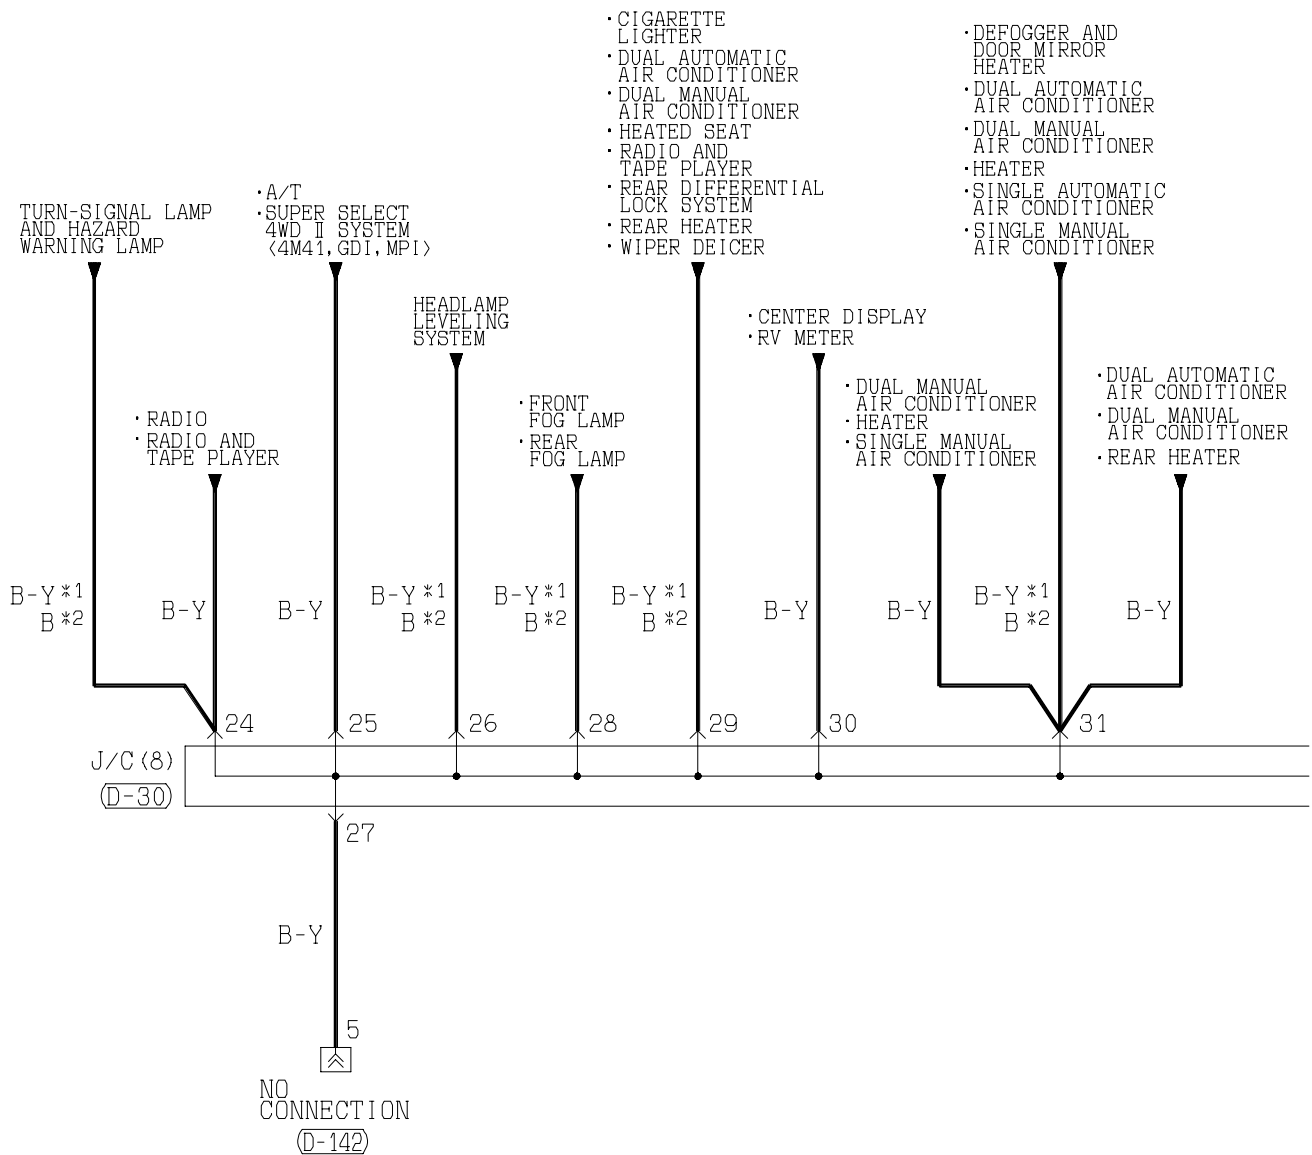 TURN-SIGNAL LAMP
AND HAZARD
WARNING LAMP
·RADIO
·RADIO AND
TAPE PLAYER
·A/T
·SUPER SELECT
4WD Ⅱ SYSTEM
〈4M41,GDI,MPI〉
HEADLAMP
LEVELING
SYSTEM
·FRONT
FOG LAMP
·REAR
FOG LAMP
·CIGARETTE
LIGHTER
·DUAL AUTOMATIC
AIR CONDITIONER
·DUAL MANUAL
AIR CONDITIONER
·HEATED SEAT
·RADIO AND
TAPE PLAYER
·REAR DIFFERENTIAL
LOCK SYSTEM
·REAR HEATER
·WIPER DEICER
·CENTER DISPLAY
·RV METER
·DUAL MANUAL
AIR CONDITIONER
·HEATER
·SINGLE MANUAL
AIR CONDITIONER
·DEFOGGER AND
DOOR MIRROR
HEATER
·DUAL AUTOMATIC
AIR CONDITIONER
·DUAL MANUAL
AIR CONDITIONER
·HEATER
·SINGLE AUTOMATIC
AIR CONDITIONER
·SINGLE MANUAL
AIR CONDITIONER
·DUAL AUTOMATIC
AIR CONDITIONER
·DUAL MANUAL
AIR CONDITIONER
·REAR HEATER
B-Y*1
B*2
B-Y
B-Y
B-Y*1
B*2
B-Y*1
B*2
B-Y*1
B*2
B-Y
B-Y
B-Y*1
B*2
B-Y
24
25
26
28
29
30
31
J/C(8)
(D-30)
27
B-Y
5
NO
CONNECTION
(D-142)